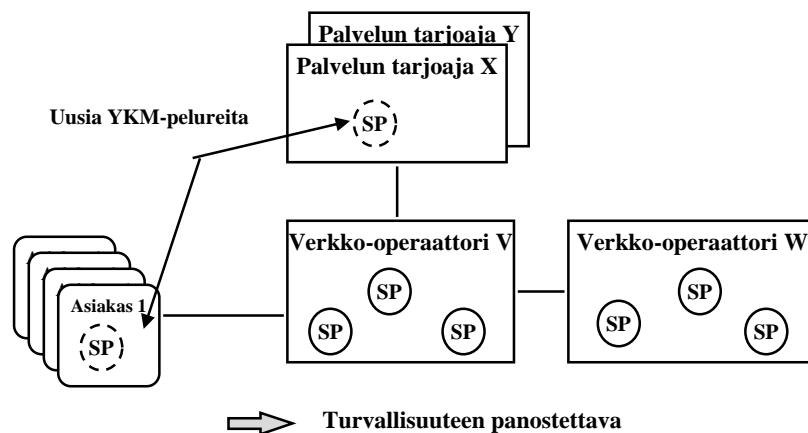 Palvelun tarjoaja Y
Palvelun tarjoaja X
Uusia YKM-pelureita
SP
Verkko-operaattori V
Verkko-operaattori W
SP
SP
Asiakas 1
SP
SP
SP
SP
SP
Turvallisuuteen panostettava